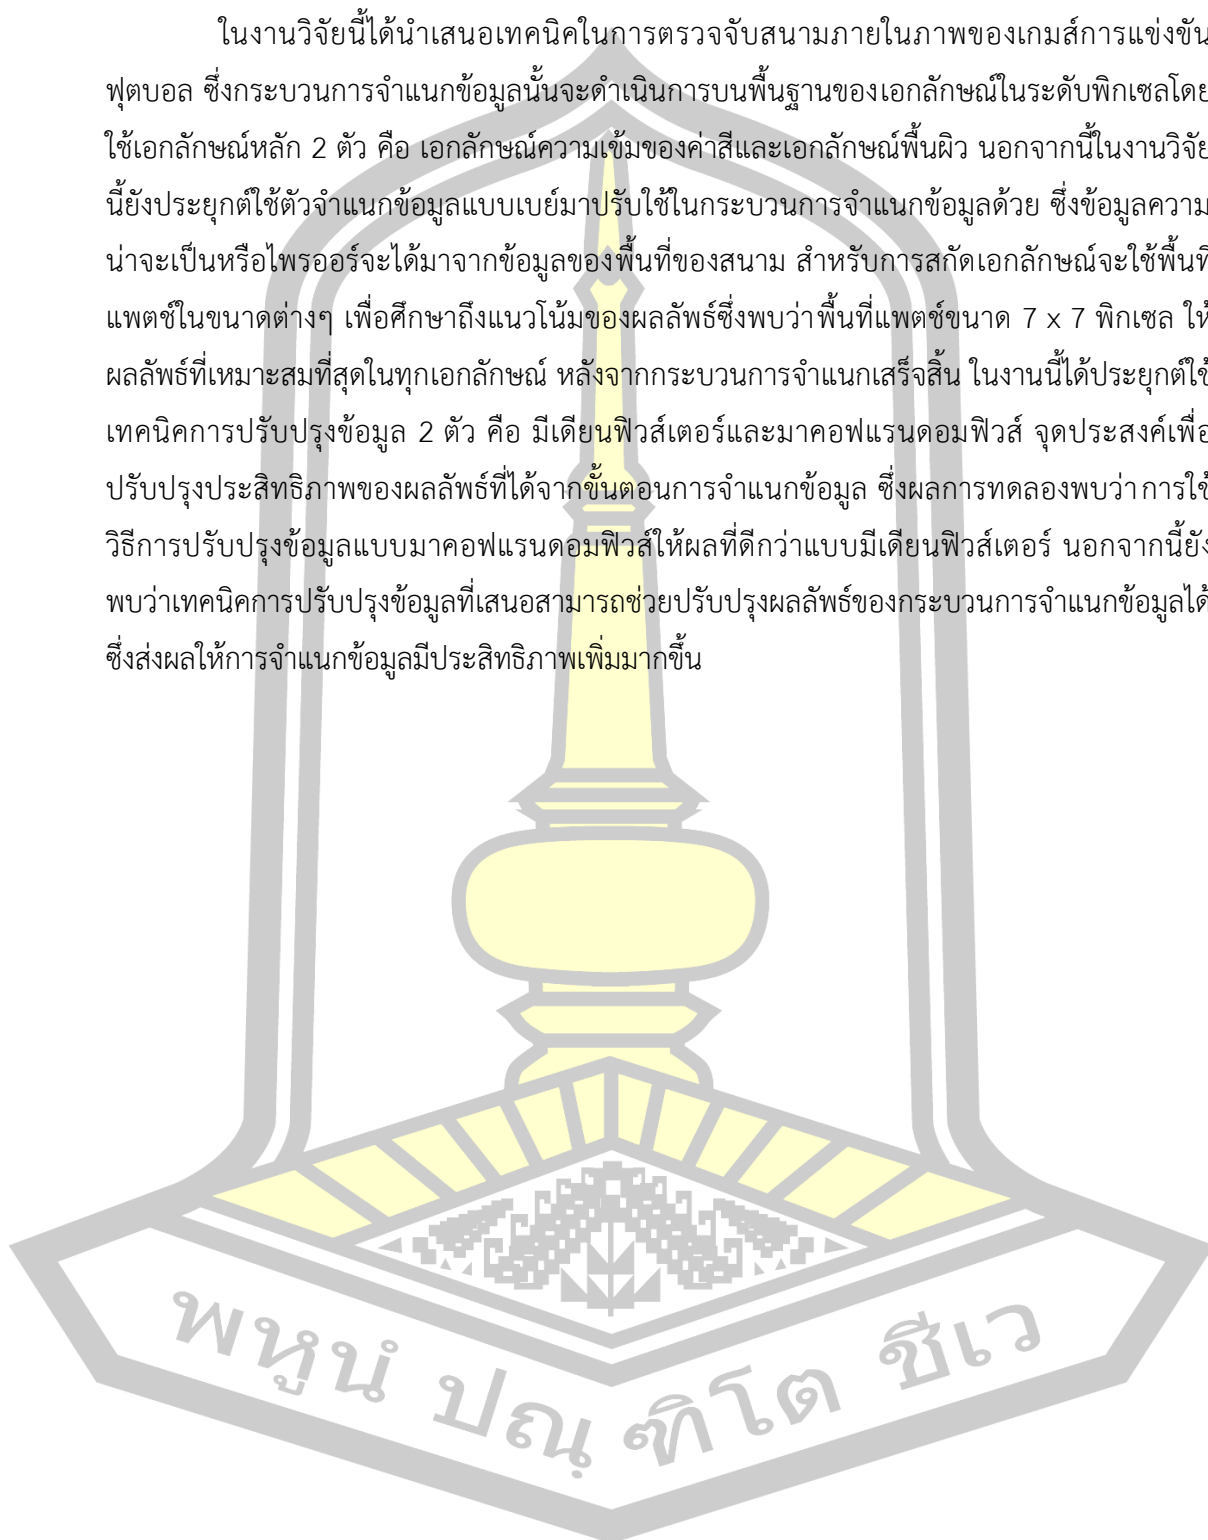 ในงานวิจัยนี้ได้นำเสนอเทคนิคในการตรวจจับสนามภายในภาพของเกมส์การแข่งขัน
ฟุตบอล ซึ่งกระบวนการจำแนกข้อมูลนั้นจะดำเนินการบนพื้นฐานของเอกลักษณ์ในระดับพิกเซลโดย
ใช้เอกลักษณ์หลัก 2 ตัว คือ เอกลักษณ์ความเข้มของค่าสีและเอกลักษณ์พื้นผิว นอกจากนี้ในงานวิจัย
นี้ยังประยุกต์ใช้ตัวจำแนกข้อมูลแบบเบย์มาปรับใช้ในกระบวนการจำแนกข้อมูลด้วย ซึ่งข้อมูลความ
น่าจะเป็นหรือไพรออร์จะได้มาจากข้อมูลของพื้นที่ของสนาม สำหรับการสกัดเอกลักษณ์จะใช้พื้นที่
แพตช์ในขนาดต่างๆ เพื่อศึกษาถึงแนวโน้มของผลลัพธ์ซึ่งพบว่าพื้นที่แพตช์ขนาด 7 x 7 พิกเซล ให้
ผลลัพธ์ที่เหมาะสมที่สุดในทุกเอกลักษณ์ หลังจากกระบวนการจำแนกเสร็จสิ้น ในงานนี้ได้ประยุกต์ใช้
เทคนิคการปรับปรุงข้อมูล 2 ตัว คือ มีเดียนฟิวส์เตอร์และมาคอฟแรนดอมฟิวส์ จุดประสงค์เพื่อ
ปรับปรุงประสิทธิภาพของผลลัพธ์ที่ได้จากขั้นตอนการจำแนกข้อมูล ซึ่งผลการทดลองพบว่าการใช้
วิธีการปรับปรุงข้อมูลแบบมาคอฟแรนดอมฟิวส์ให้ผลที่ดีกว่าแบบมีเดียนฟิวส์เตอร์ นอกจากนี้ยัง
พบว่าเทคนิคการปรับปรุงข้อมูลที่เสนอสามารถช่วยปรับปรุงผลลัพธ์ของกระบวนการจำแนกข้อมูลได้
ซึ่งส่งผลให้การจำแนกข้อมูลมีประสิทธิภาพเพิ่มมากขึ้น
พหูนํ ปณฺฑิโต ชีเว